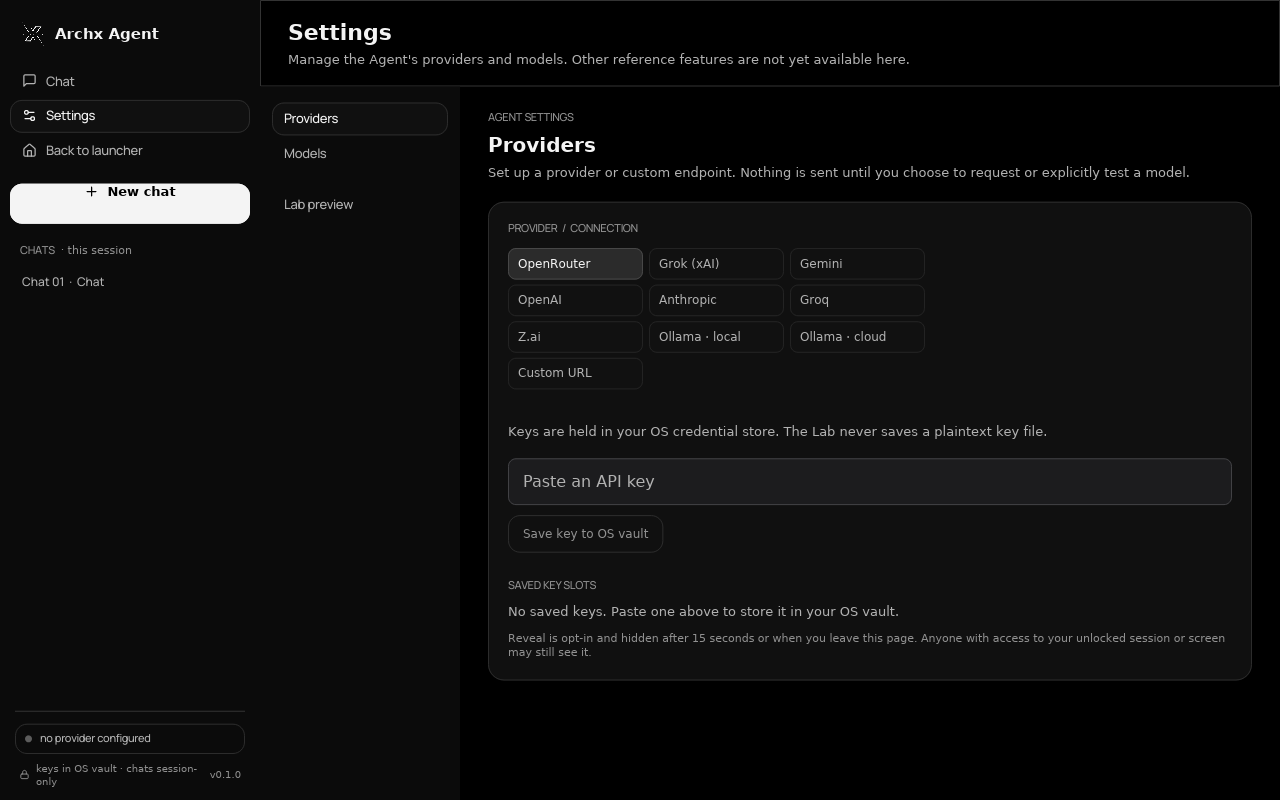 Archx Agent
Chat
Settings
Back to launcher
+ New chat
CHATS · this session
Chat 01 · Chat
no provider configured
keys in OS vault · chats session-
only
v0.1.0
Settings
Manage the Agent's providers and models. Other reference features are not yet available here.
Providers
Models
Lab preview
AGENT SETTINGS
Providers
Set up a provider or custom endpoint. Nothing is sent until you choose to request or explicitly test a model.
PROVIDER / CONNECTION
OpenRouter
Grok (xAI)
Gemini
OpenAI
Anthropic
Groq
Z.ai
Ollama · local
Ollama · cloud
Custom URL
Keys are held in your OS credential store. The Lab never saves a plaintext key file.
Paste an API key
Save key to OS vault
SAVED KEY SLOTS
No saved keys. Paste one above to store it in your OS vault.
Reveal is opt-in and hidden after 15 seconds or when you leave this page. Anyone with access to your unlocked session or screen
may still see it.